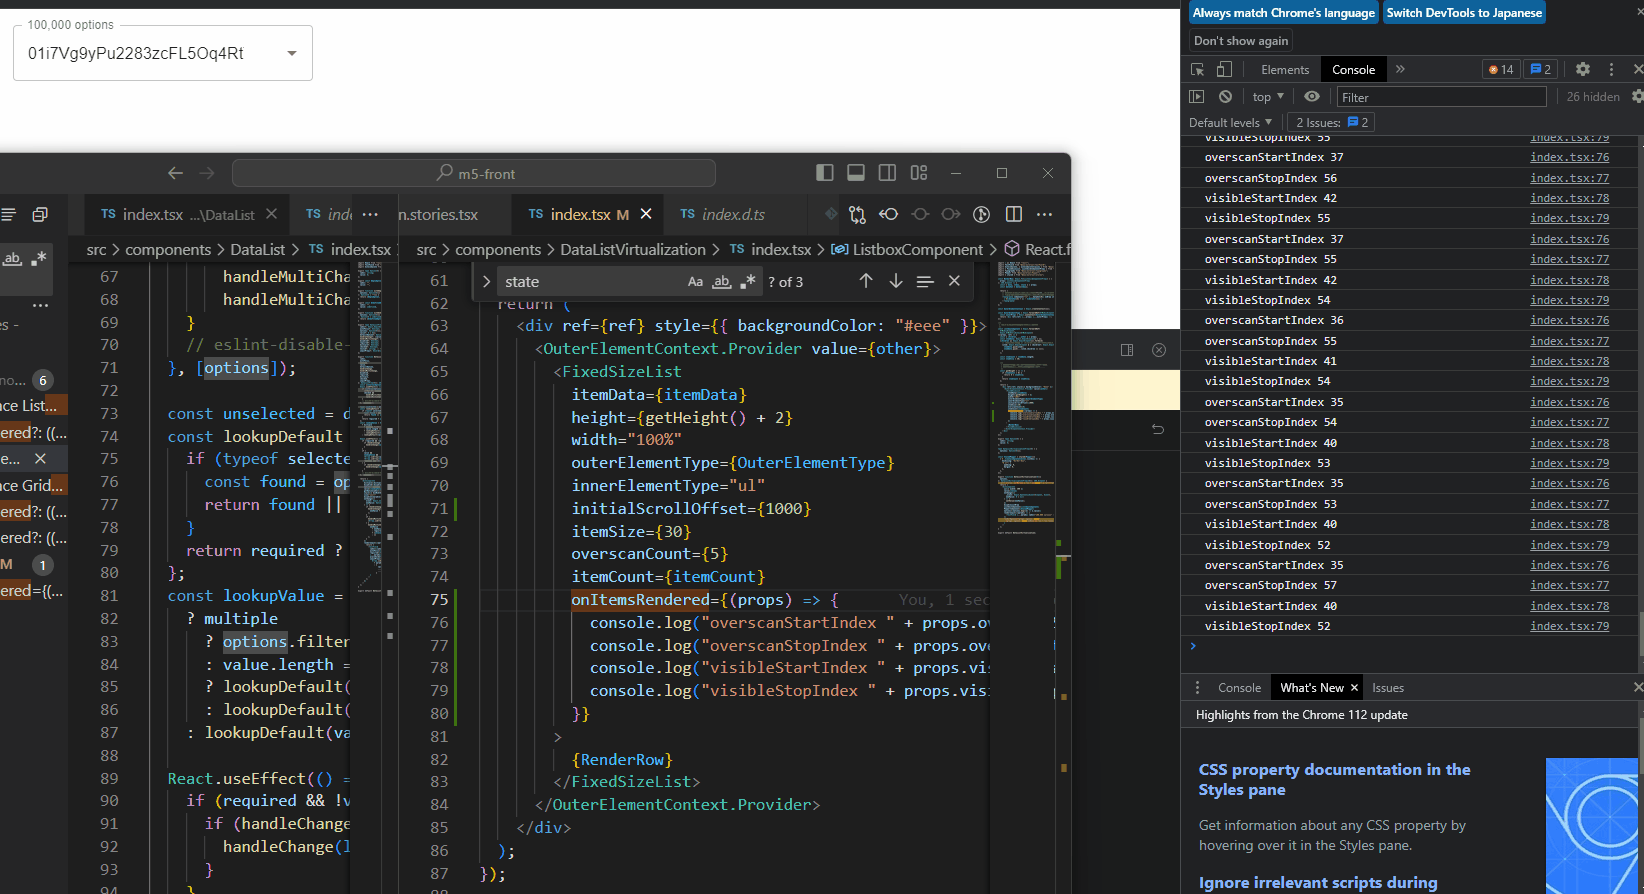 100,000 options
01i7Vg9yPu2283zcFL5Oq4Rt
m5-front
TS index.tsx ...\DataList
TS
n.stories.tsx
TS index.tsx M
TS index.d.ts
src > components > DataList > TS index.tsx
src > components > DataListVirtualization > TS index.tsx > ListboxComponent > React.f
ab
es -
no... 6
ce List...
ered?: ((...
e...
ce Grid...
ered?: ((...
ered?: ((...
M 1
ered={(...
67 handleMultiCha
68 handleMultiCha
69 }
70 // eslint-disable-
71 }, [options]);
72
73 const unselected = d
74 const lookupDefault
75 if (typeof selecte
76 const found = op
77 return found ||
78 }
79 return required ?
80 };
81 const lookupValue =
82 ? multiple
83 ? options.filter
84 : value.length =
85 ? lookupDefault(
86 : lookupDefault(
87 : lookupDefault(va
88
89 React.useEffect(() =
90 if (required && !v
91 if (handleChange
92 handleChange(l
93 }
94 }
state Aa ab ? of 3
61
62 return (
63 <div ref={ref} style={{ backgroundColor: "#eee" }}>
64 <OuterElementContext.Provider value={other}>
65 <FixedSizeList
66 itemData={itemData}
67 height={getHeight() + 2}
68 width="100%"
69 outerElementType={OuterElementType}
70 innerElementType="ul"
71 initialScrollOffset={1000}
72 itemSize={30}
73 overscanCount={5}
74 itemCount={itemCount}
75 onItemsRendered={(props) => { You, 1 sec
76 console.log("overscanStartIndex " + props.ov
77 console.log("overscanStopIndex " + props.ove
78 console.log("visibleStartIndex " + props.vis
79 console.log("visibleStopIndex " + props.visi
80 }}
81 >
82 {RenderRow}
83 </FixedSizeList>
84 </OuterElementContext.Provider>
85 </div>
86 );
87 });
Always match Chrome's language Switch DevTools to Japanese
Don't show again
Elements Console 14 2
top Filter 26 hidden
Default levels 2 Issues: 2
visibleStopIndex 55 index.tsx:79
overscanStartIndex 37 index.tsx:76
overscanStopIndex 56 index.tsx:77
visibleStartIndex 42 index.tsx:78
visibleStopIndex 55 index.tsx:79
overscanStartIndex 37 index.tsx:76
overscanStopIndex 55 index.tsx:77
visibleStartIndex 42 index.tsx:78
visibleStopIndex 54 index.tsx:79
overscanStartIndex 36 index.tsx:76
overscanStopIndex 55 index.tsx:77
visibleStartIndex 41 index.tsx:78
visibleStopIndex 54 index.tsx:79
overscanStartIndex 35 index.tsx:76
overscanStopIndex 54 index.tsx:77
visibleStartIndex 40 index.tsx:78
visibleStopIndex 53 index.tsx:79
overscanStartIndex 35 index.tsx:76
overscanStopIndex 53 index.tsx:77
visibleStartIndex 40 index.tsx:78
visibleStopIndex 52 index.tsx:79
overscanStartIndex 35 index.tsx:76
overscanStopIndex 57 index.tsx:77
visibleStartIndex 40 index.tsx:78
visibleStopIndex 52 index.tsx:79
Console What's New Issues
Highlights from the Chrome 112 update
CSS property documentation in the
Styles pane
Get information about any CSS property by
hovering over it in the Styles pane.
Ignore irrelevant scripts during